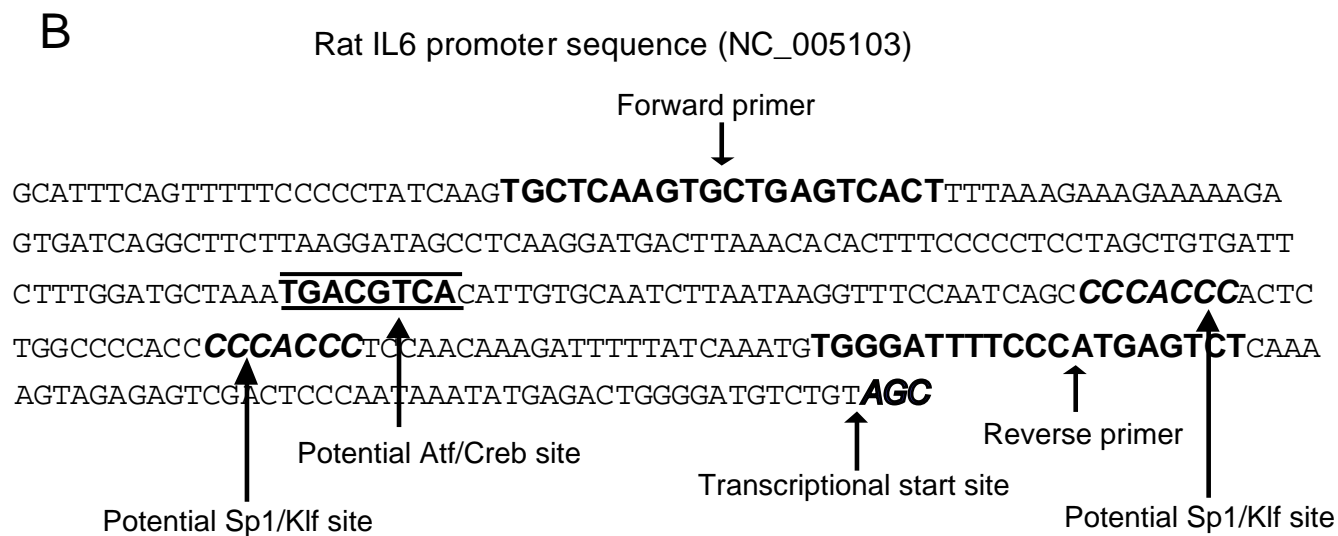 B
Rat IL6 promoter sequence (NC_005103)
Forward primer
GCATTTCAGTTTTTCCCCCTATCAAGTGCTCAAGTGCTGAGTCACTTTTAAAGAAAGAAAAAGA
GTGATCAGGCTTCTTAAGGATAGCCTCAAGGATGACTTAAACACACTTTCCCCCTCCTAGCTGTGATT
CTTTGGATGCTAAATGACGTCACATTGTGCAATCTTAATAAGGTTTCCAATCAGCCCCACCCACTC
TGGCCCCACCCCCACCCTCCAACAAAGATTTTTATCAAATGTGGGATTTTCCCATGAGTCTCAAA
AGTAGAGAGTCGACTCCCAATAAATATGAGACTGGGGATGTCTGTAGC
Potential Atf/Creb site
Reverse primer
Transcriptional start site
Potential Sp1/Klf site
Potential Sp1/Klf site